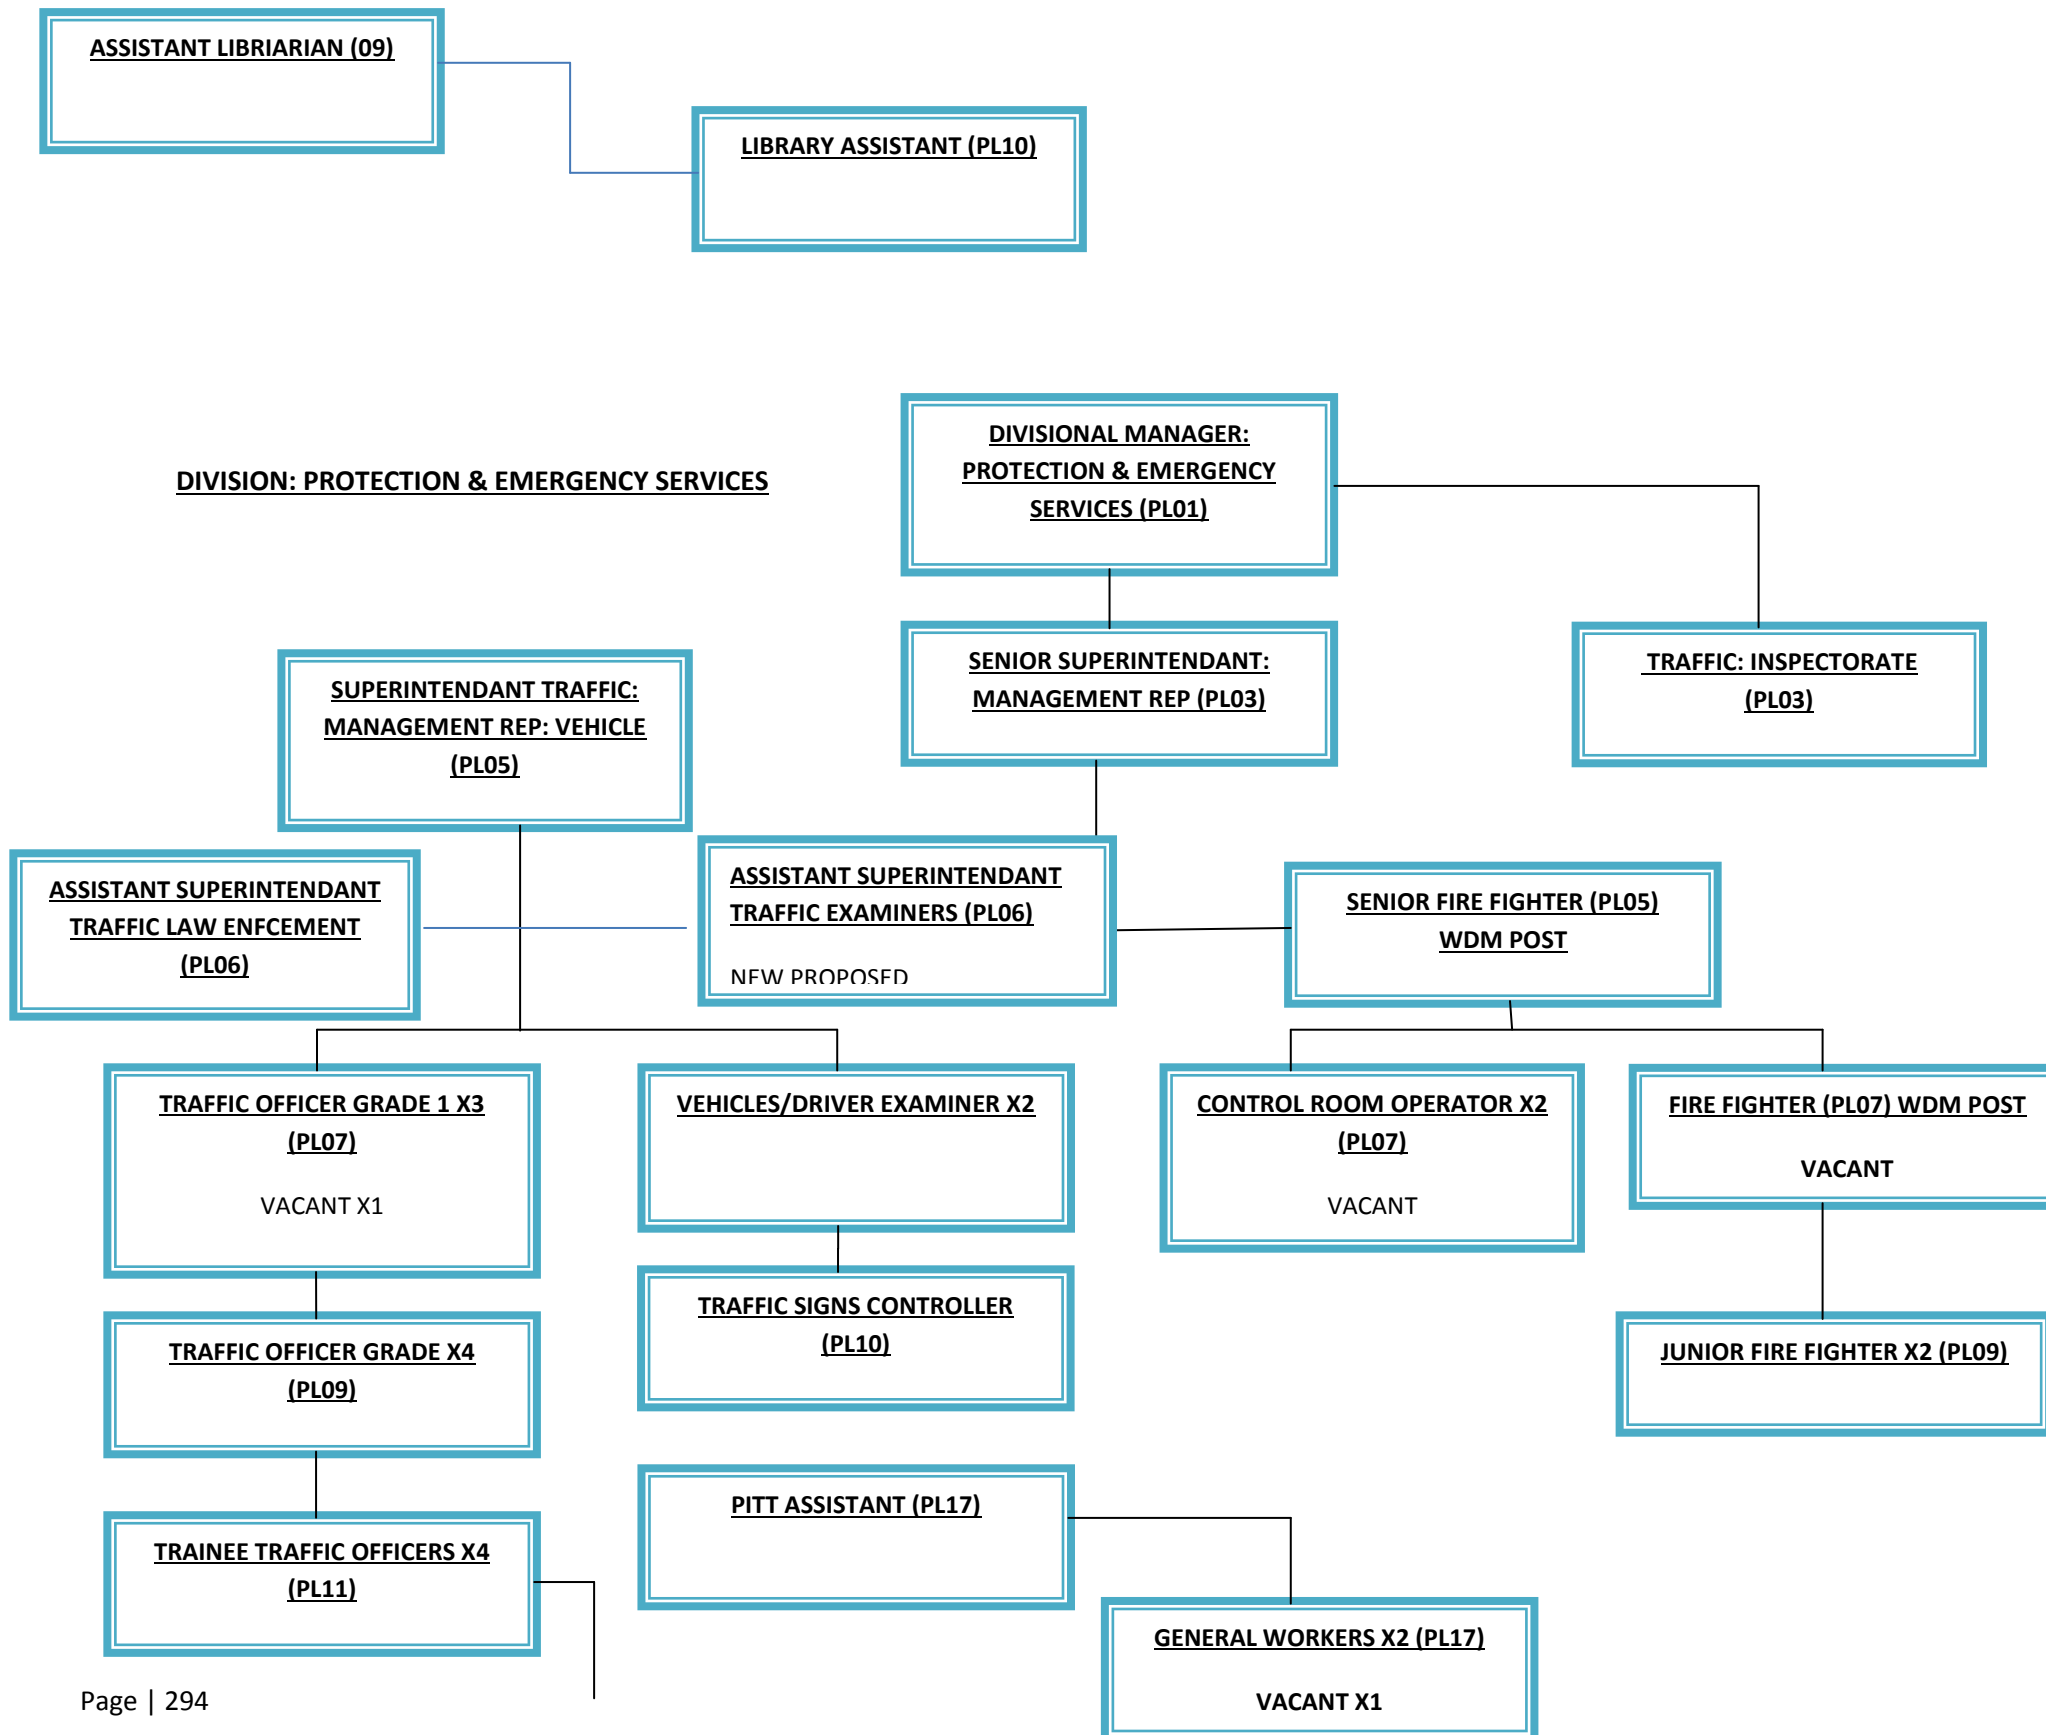 ASSISTANT LIBRIARIAN (09)
LIBRARY ASSISTANT (PL10)
DIVISION: PROTECTION & EMERGENCY SERVICES
DIVISIONAL MANAGER:
PROTECTION & EMERGENCY
SERVICES (PL01)
SUPERINTENDANT TRAFFIC:
MANAGEMENT REP: VEHICLE
(PL05)
SENIOR SUPERINTENDANT:
MANAGEMENT REP (PL03)
TRAFFIC: INSPECTORATE
(PL03)
ASSISTANT SUPERINTENDANT
TRAFFIC LAW ENFCEMENT
(PL06)
ASSISTANT SUPERINTENDANT
TRAFFIC EXAMINERS (PL06)
NEW PROPOSED
SENIOR FIRE FIGHTER (PL05)
WDM POST
TRAFFIC OFFICER GRADE 1 X3
(PL07)
VACANT X1
VEHICLES/DRIVER EXAMINER X2
CONTROL ROOM OPERATOR X2
(PL07)
VACANT
FIRE FIGHTER (PL07) WDM POST
VACANT
TRAFFIC OFFICER GRADE X4
(PL09)
TRAFFIC SIGNS CONTROLLER
(PL10)
JUNIOR FIRE FIGHTER X2 (PL09)
TRAINEE TRAFFIC OFFICERS X4
(PL11)
PITT ASSISTANT (PL17)
GENERAL WORKERS X2 (PL17)
VACANT X1
Page | 294